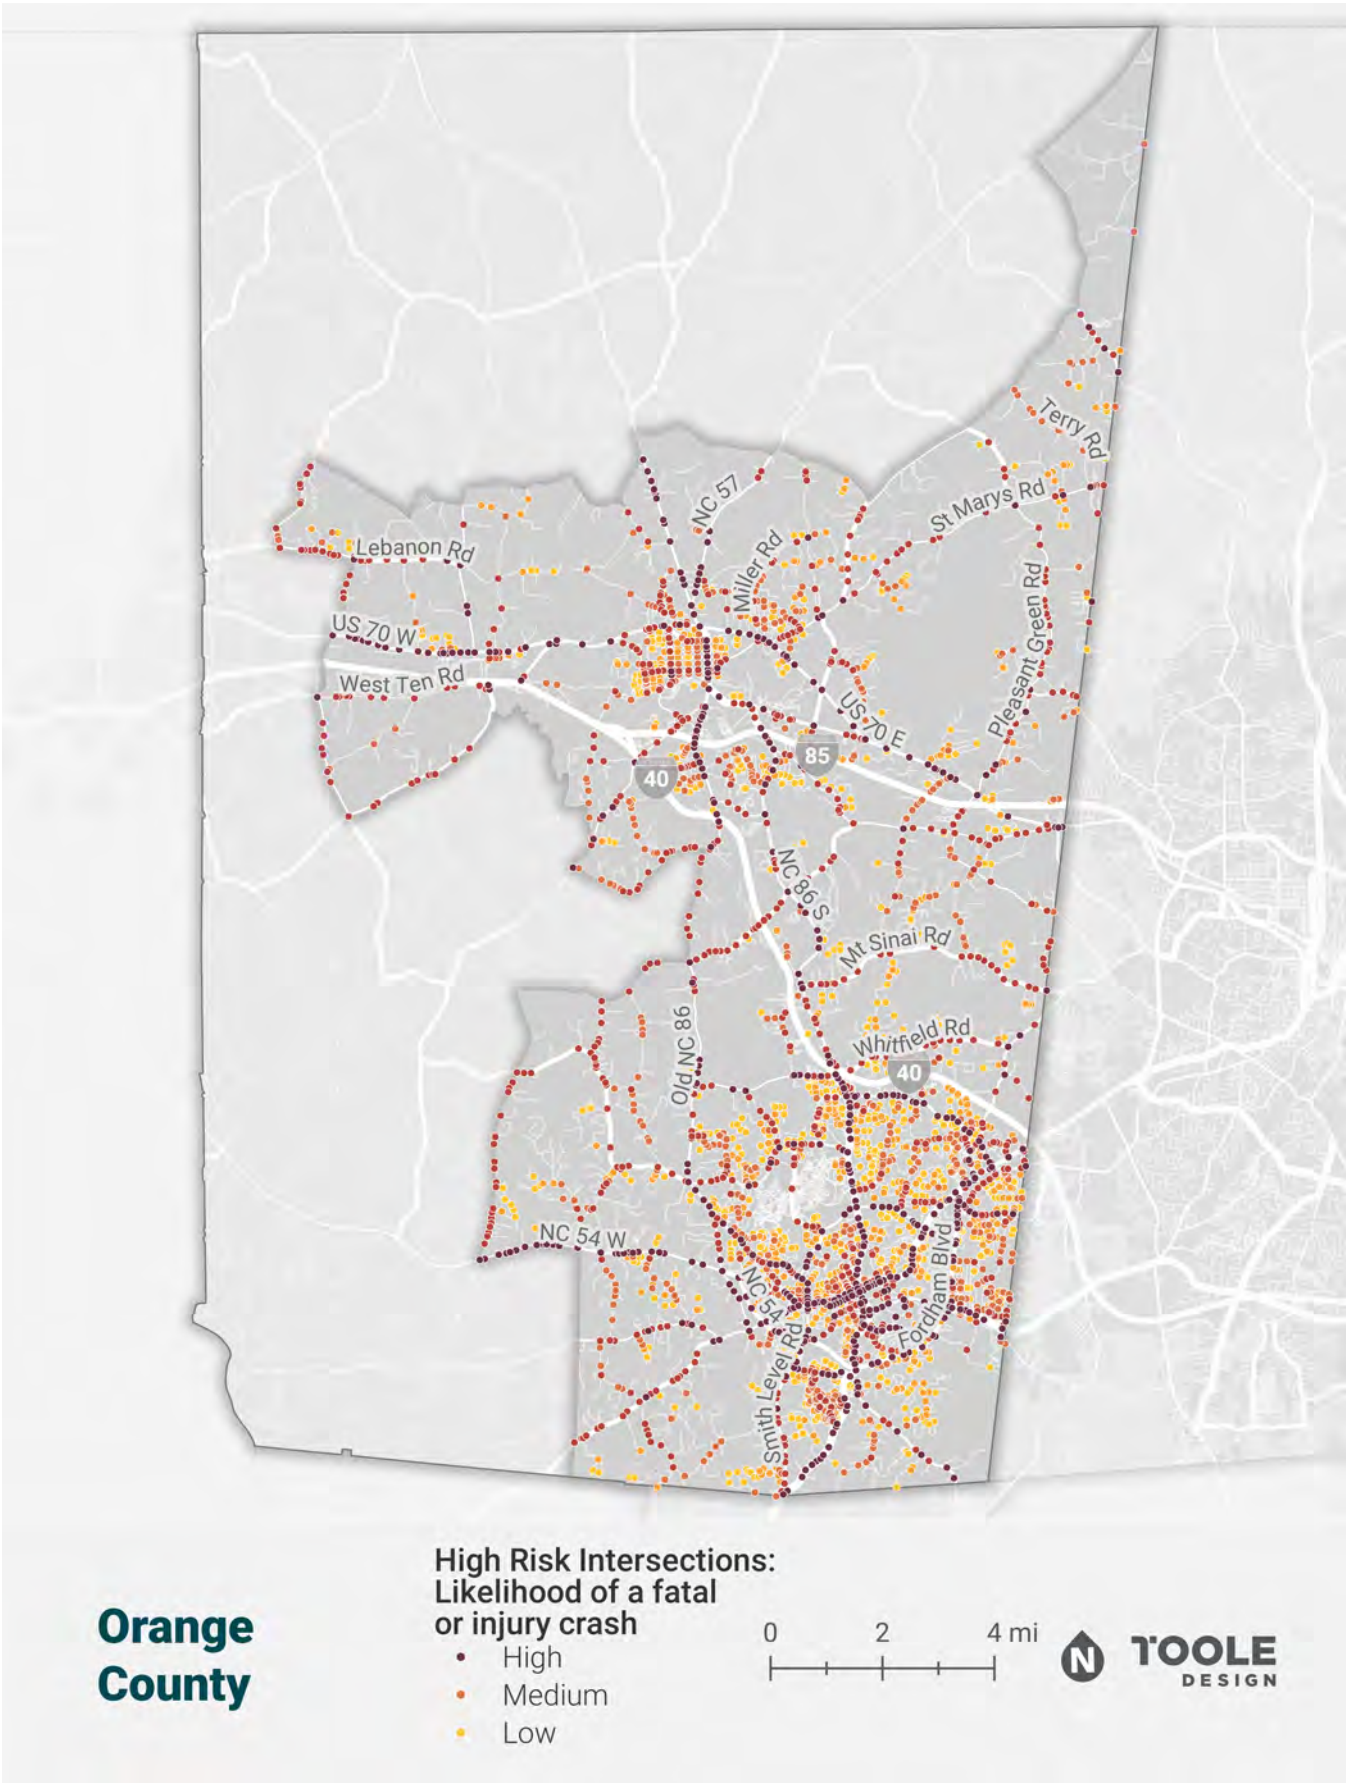 Terry Rd
NC 57
St Marys Rd
Lebanon Rd
Miller Rd
US 70 W
Pleasant Green Rd
West Ten Rd
US 70 E
85
40
NC 86 S
Mt Sinai Rd
Old NC 86
Whitfield Rd
40
NC 54 W
NC 54
Fordham Blvd
Smith Level Rd
High Risk Intersections:
Likelihood of a fatal
or injury crash
High
Medium
Low
Orange
County
0 2 4 mi
N
TOOLE
DESIGN